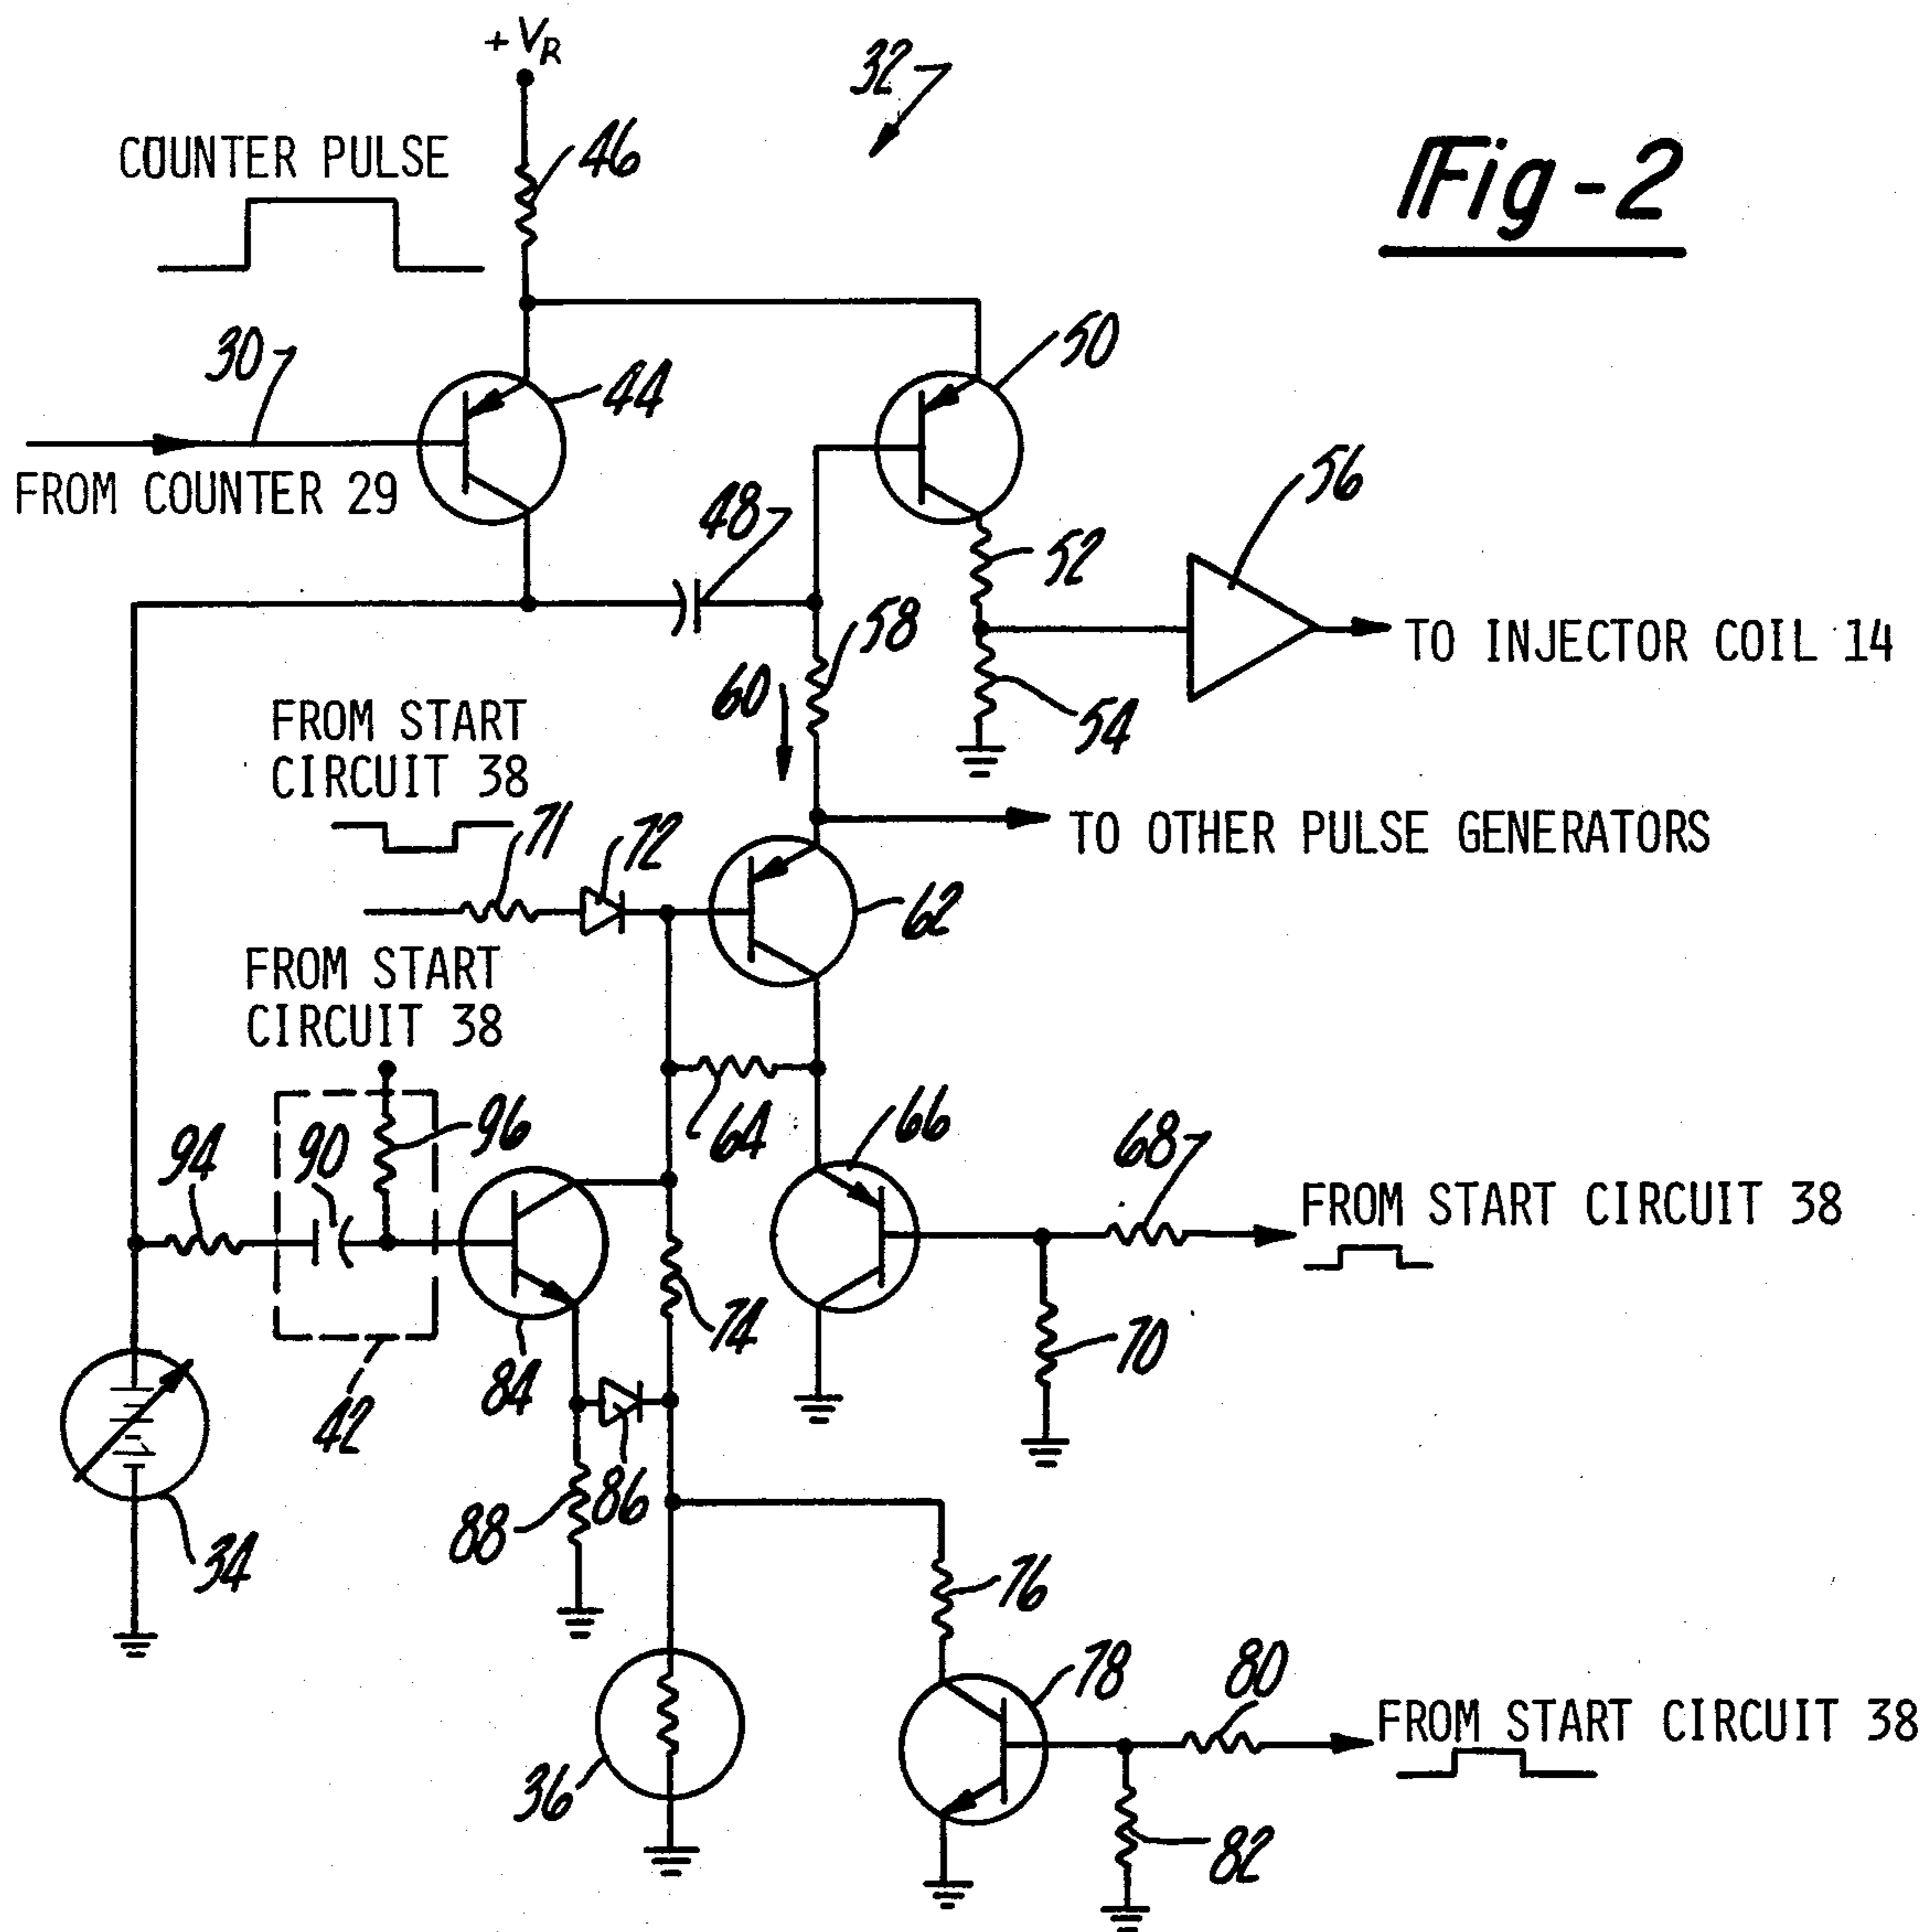 +VR
32
COUNTER PULSE
46
Fig-2
30
44
50
FROM COUNTER 29
48
52
56
58
TO INJECTOR COIL 14
60
54
FROM START
CIRCUIT 38
71
72
TO OTHER PULSE GENERATORS
62
FROM START
CIRCUIT 38
64
66
68
94
90
96
FROM START CIRCUIT 38
74
70
84
42
86
88
34
76
78
80
36
FROM START CIRCUIT 38
82